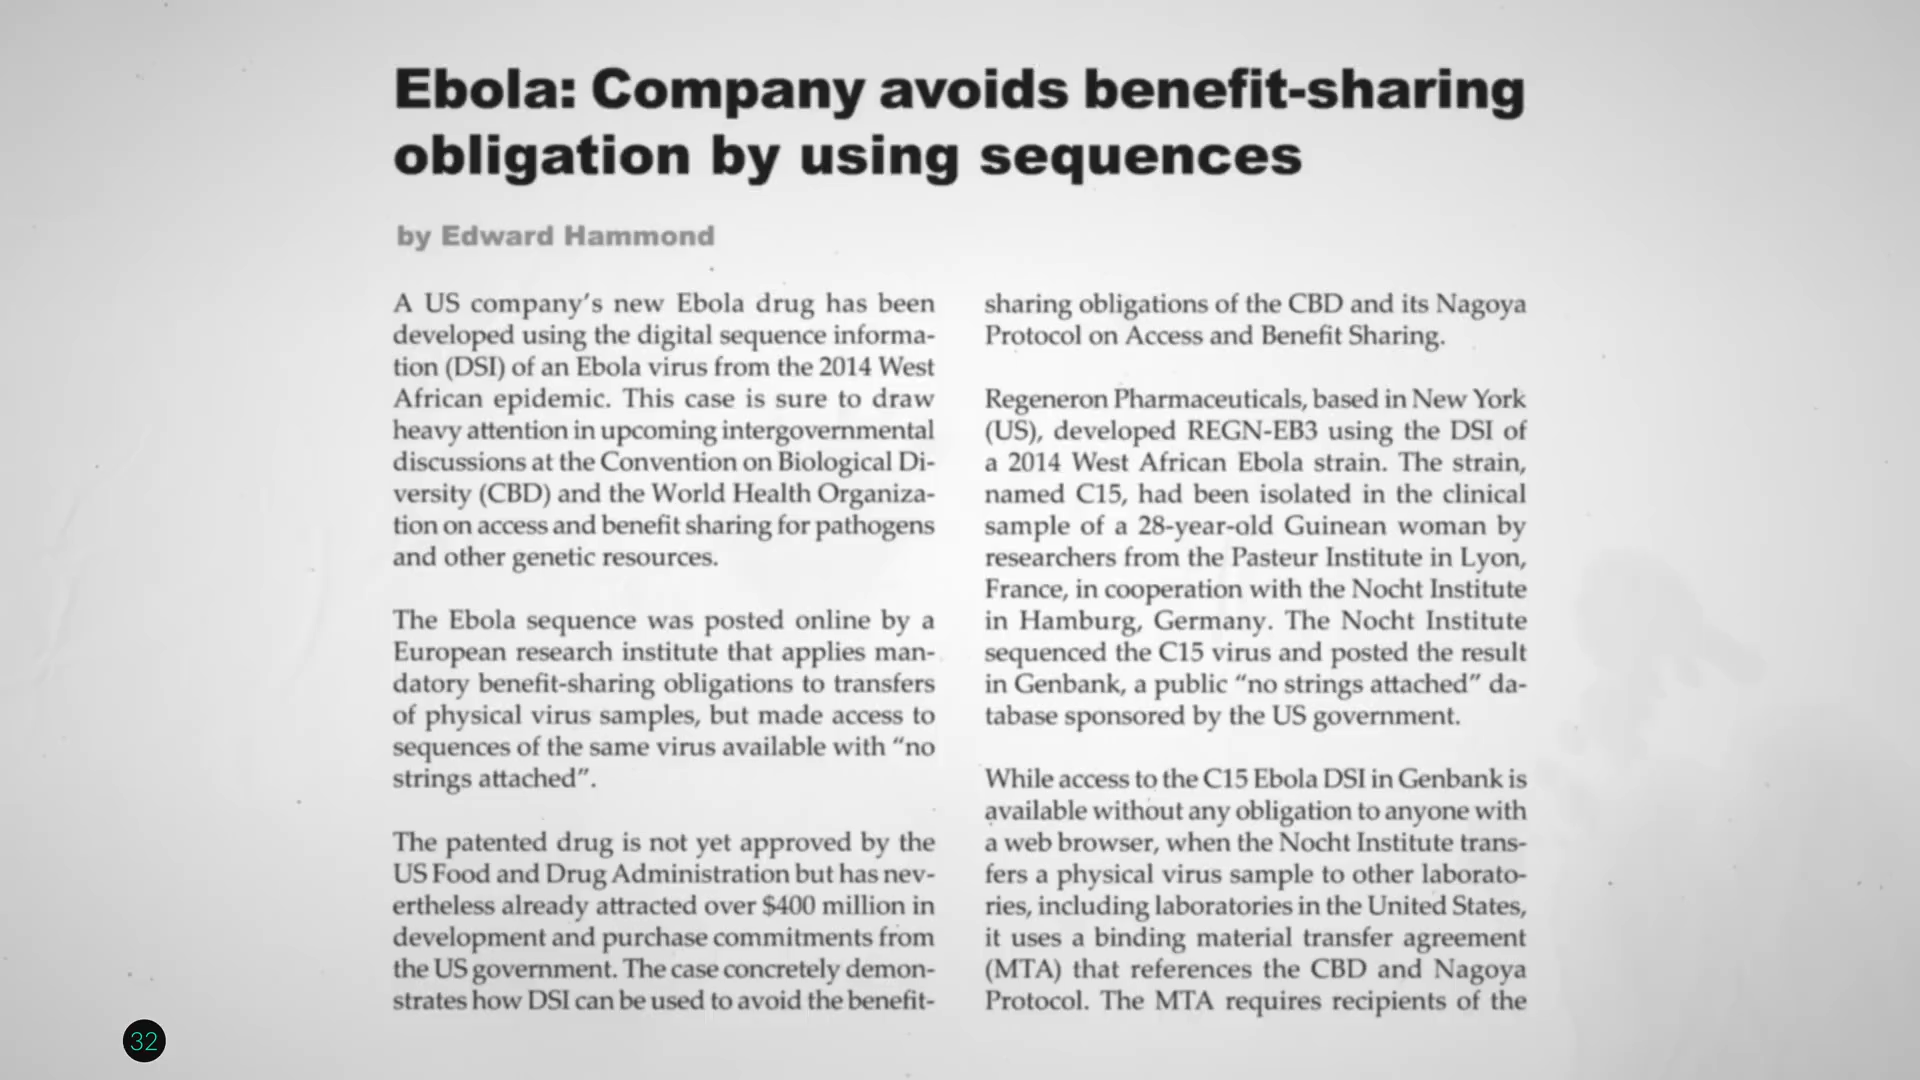 Ebola: Company avoids benefit-sharing
obligation by using sequences
by Edward Hammond
A US company's new Ebola drug has been
developed using the digital sequence informa-
tion (DSI) of an Ebola virus from the 2014 West
African epidemic. This case is sure to draw
heavy attention in upcoming intergovernmental
discussions at the Convention on Biological Di-
versity (CBD) and the World Health Organiza-
tion on access and benefit sharing for pathogens
and other genetic resources.
The Ebola sequence was posted online by a
European research institute that applies man-
datory benefit-sharing obligations to transfers
of physical virus samples, but made access to
sequences of the same virus available with “no
strings attached”.
The patented drug is not yet approved by the
US Food and Drug Administration but has nev-
ertheless already attracted over $400 million in
development and purchase commitments from
the US government. The case concretely demon-
strates how DSI can be used to avoid the benefit-
sharing obligations of the CBD and its Nagoya
Protocol on Access and Benefit Sharing.
Regeneron Pharmaceuticals, based in New York
(US), developed REGN-EB3 using the DSI of
a 2014 West African Ebola strain. The strain,
named C15, had been isolated in the clinical
sample of a 28-year-old Guinean woman by
researchers from the Pasteur Institute in Lyon,
France, in cooperation with the Nocht Institute
in Hamburg, Germany. The Nocht Institute
sequenced the C15 virus and posted the result
in Genbank, a public “no strings attached” da-
tabase sponsored by the US government.
While access to the C15 Ebola DSI in Genbank is
available without any obligation to anyone with
a web browser, when the Nocht Institute trans-
fers a physical virus sample to other laborato-
ries, including laboratories in the United States,
it uses a binding material transfer agreement
(MTA) that references the CBD and Nagoya
Protocol. The MTA requires recipients of the
32